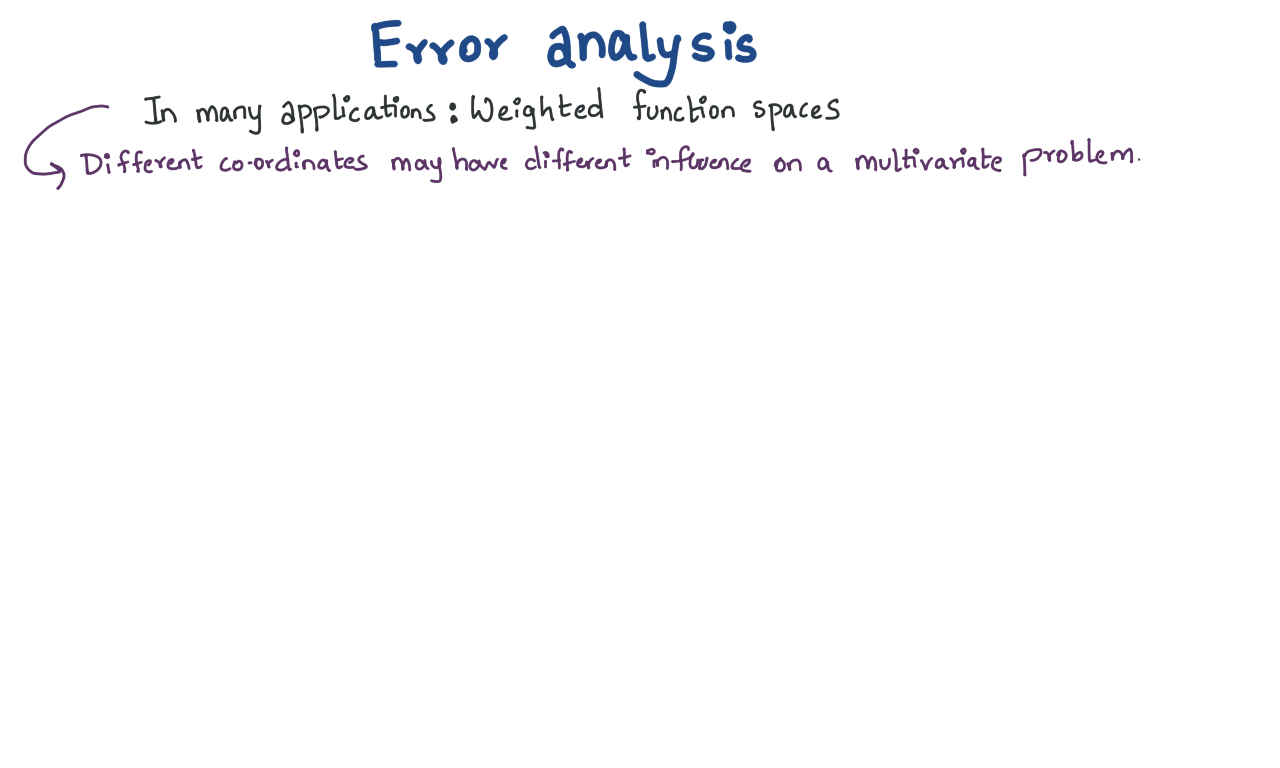 Error analysis
In many applications: Weighted function spaces
Different co-ordinates may have different influence on a multivariate problem.